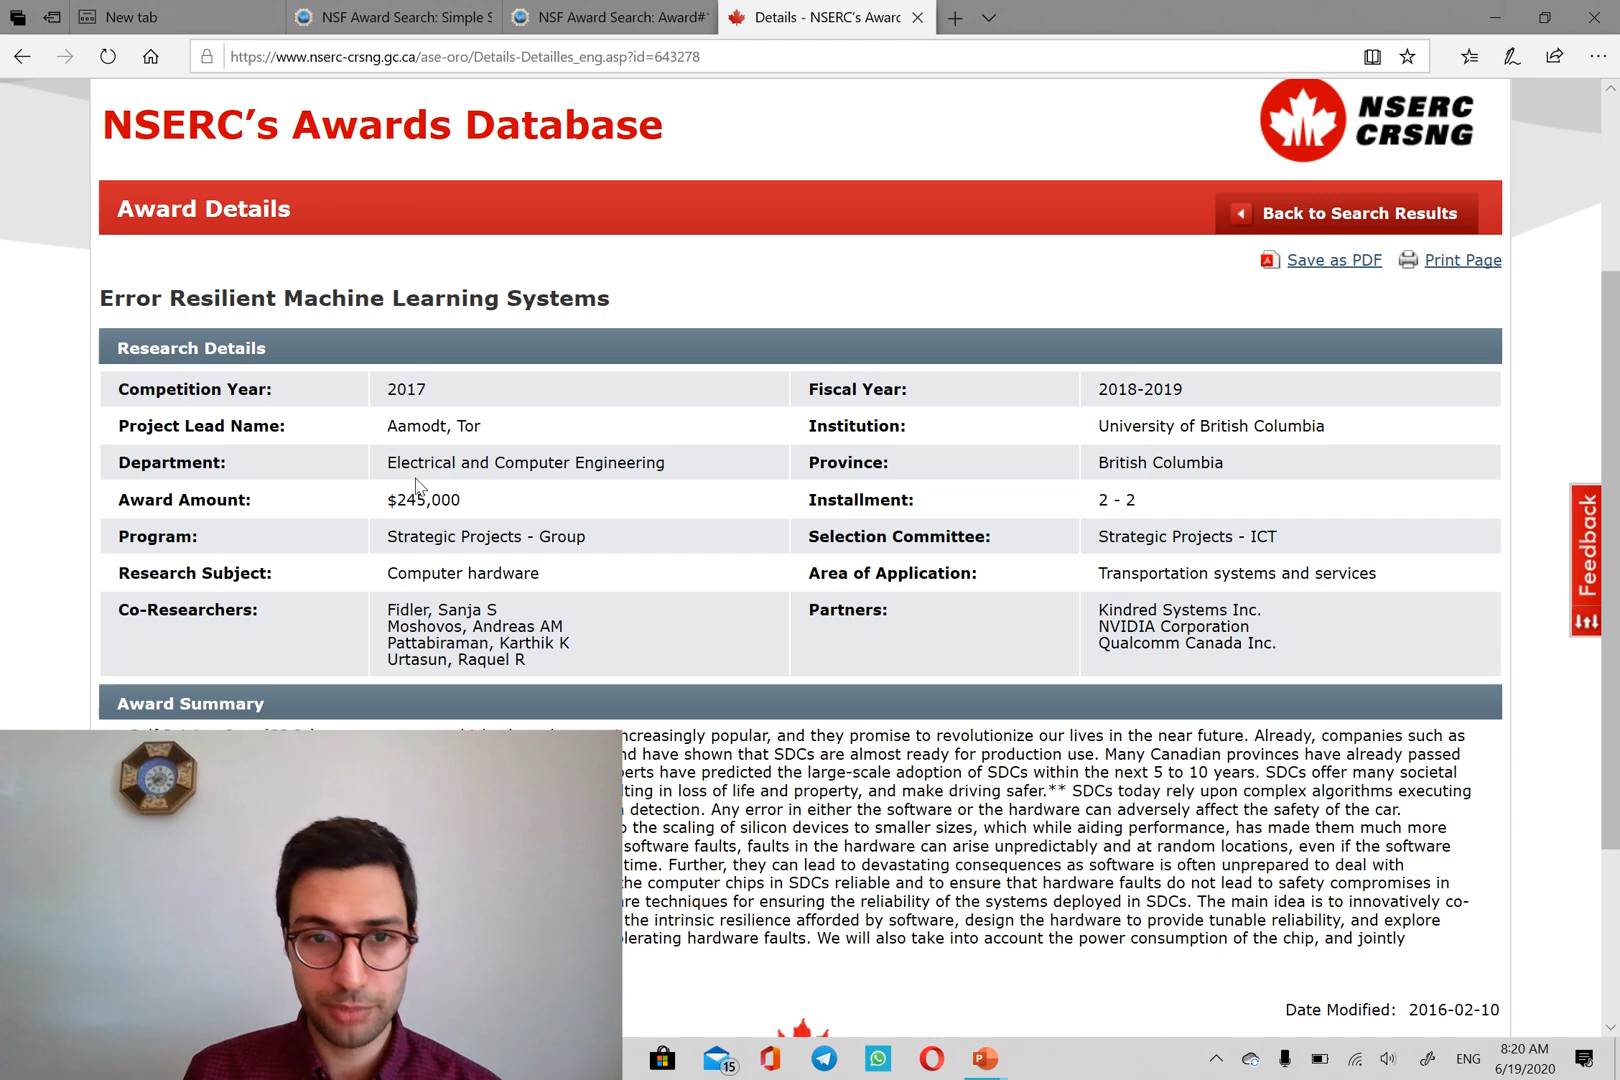 New tab
NSF Award Search: Simple S
NSF Award Search: Award#
Details - NSERC's Awarc
https://www.nserc-crsng.gc.ca/ase-oro/Details-Detailles_eng.asp?id=643278
NSERC's Awards Database
NSERC
CRSNG
Award Details
Back to Search Results
Save as PDF
Print Page
Error Resilient Machine Learning Systems
Research Details
Competition Year: 2017 Fiscal Year: 2018-2019
Project Lead Name: Aamodt, Tor Institution: University of British Columbia
Department: Electrical and Computer Engineering Province: British Columbia
Award Amount: $245,000 Installment: 2 - 2
Program: Strategic Projects - Group Selection Committee: Strategic Projects - ICT
Research Subject: Computer hardware Area of Application: Transportation systems and services
Co-Researchers: Fidler, Sanja S Partners: Kindred Systems Inc.
Moshovos, Andreas AM NVIDIA Corporation
Pattabiraman, Karthik K Qualcomm Canada Inc.
Urtasun, Raquel R
Feedback
Award Summary
ncreasingly popular, and they promise to revolutionize our lives in the near future. Already, companies such as
nd have shown that SDCs are almost ready for production use. Many Canadian provinces have already passed
perts have predicted the large-scale adoption of SDCs within the next 5 to 10 years. SDCs offer many societal
lting in loss of life and property, and make driving safer.** SDCs today rely upon complex algorithms executing
detection. Any error in either the software or the hardware can adversely affect the safety of the car.
o the scaling of silicon devices to smaller sizes, which while aiding performance, has made them much more
software faults, faults in the hardware can arise unpredictably and at random locations, even if the software
time. Further, they can lead to devastating consequences as software is often unprepared to deal with
the computer chips in SDCs reliable and to ensure that hardware faults do not lead to safety compromises in
re techniques for ensuring the reliability of the systems deployed in SDCs. The main idea is to innovatively co-
the intrinsic resilience afforded by software, design the hardware to provide tunable reliability, and explore
lerating hardware faults. We will also take into account the power consumption of the chip, and jointly
Date Modified: 2016-02-10
15
ENG
8:20 AM
6/19/2020